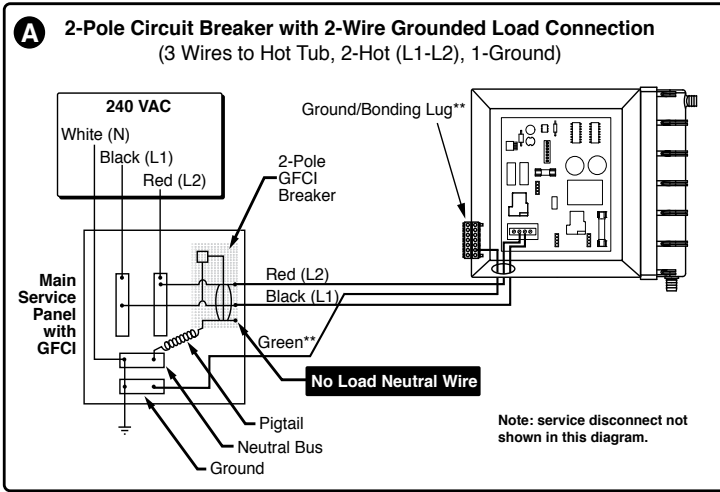 A
2-Pole Circuit Breaker with 2-Wire Grounded Load Connection
(3 Wires to Hot Tub, 2-Hot (L1-L2), 1-Ground)
240 VAC
White (N)
Black (L1)
Red (L2)
Ground/Bonding Lug**
2-Pole
GFCI
Breaker
Main
Service
Panel
with
GFCI
Red (L2)
Black (L1)
Green**
No Load Neutral Wire
Pigtail
Neutral Bus
Ground
Note: service disconnect not
shown in this diagram.